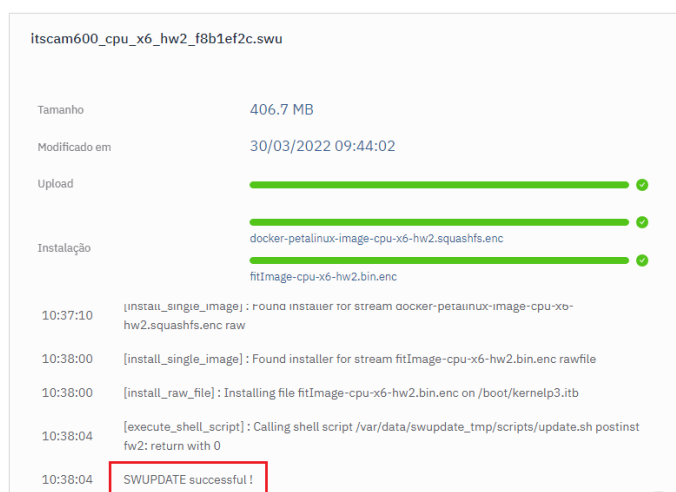 itscam600_cpu_x6_hw2_f8b1ef2c.swu
Tamanho 406.7 MB
Modificado em 30/03/2022 09:44:02
Upload
Instalação
docker-petalinux-image-cpu-x6-hw2.squashfs.enc
fitImage-cpu-x6-hw2.bin.enc
10:37:10 [install_single_image] : Found installer for stream docker-petalinux-image-cpu-x6-
hw2.squashfs.enc raw
10:38:00 [install_single_image] : Found installer for stream fitImage-cpu-x6-hw2.bin.enc rawfile
10:38:00 [install_raw_file] : Installing file fitImage-cpu-x6-hw2.bin.enc on /boot/kernelp3.itb
10:38:04 [execute_shell_script] : Calling shell script /var/data/swupdate_tmp/scripts/update.sh postinst
fw2: return with 0
10:38:04 SWUPDATE successful !